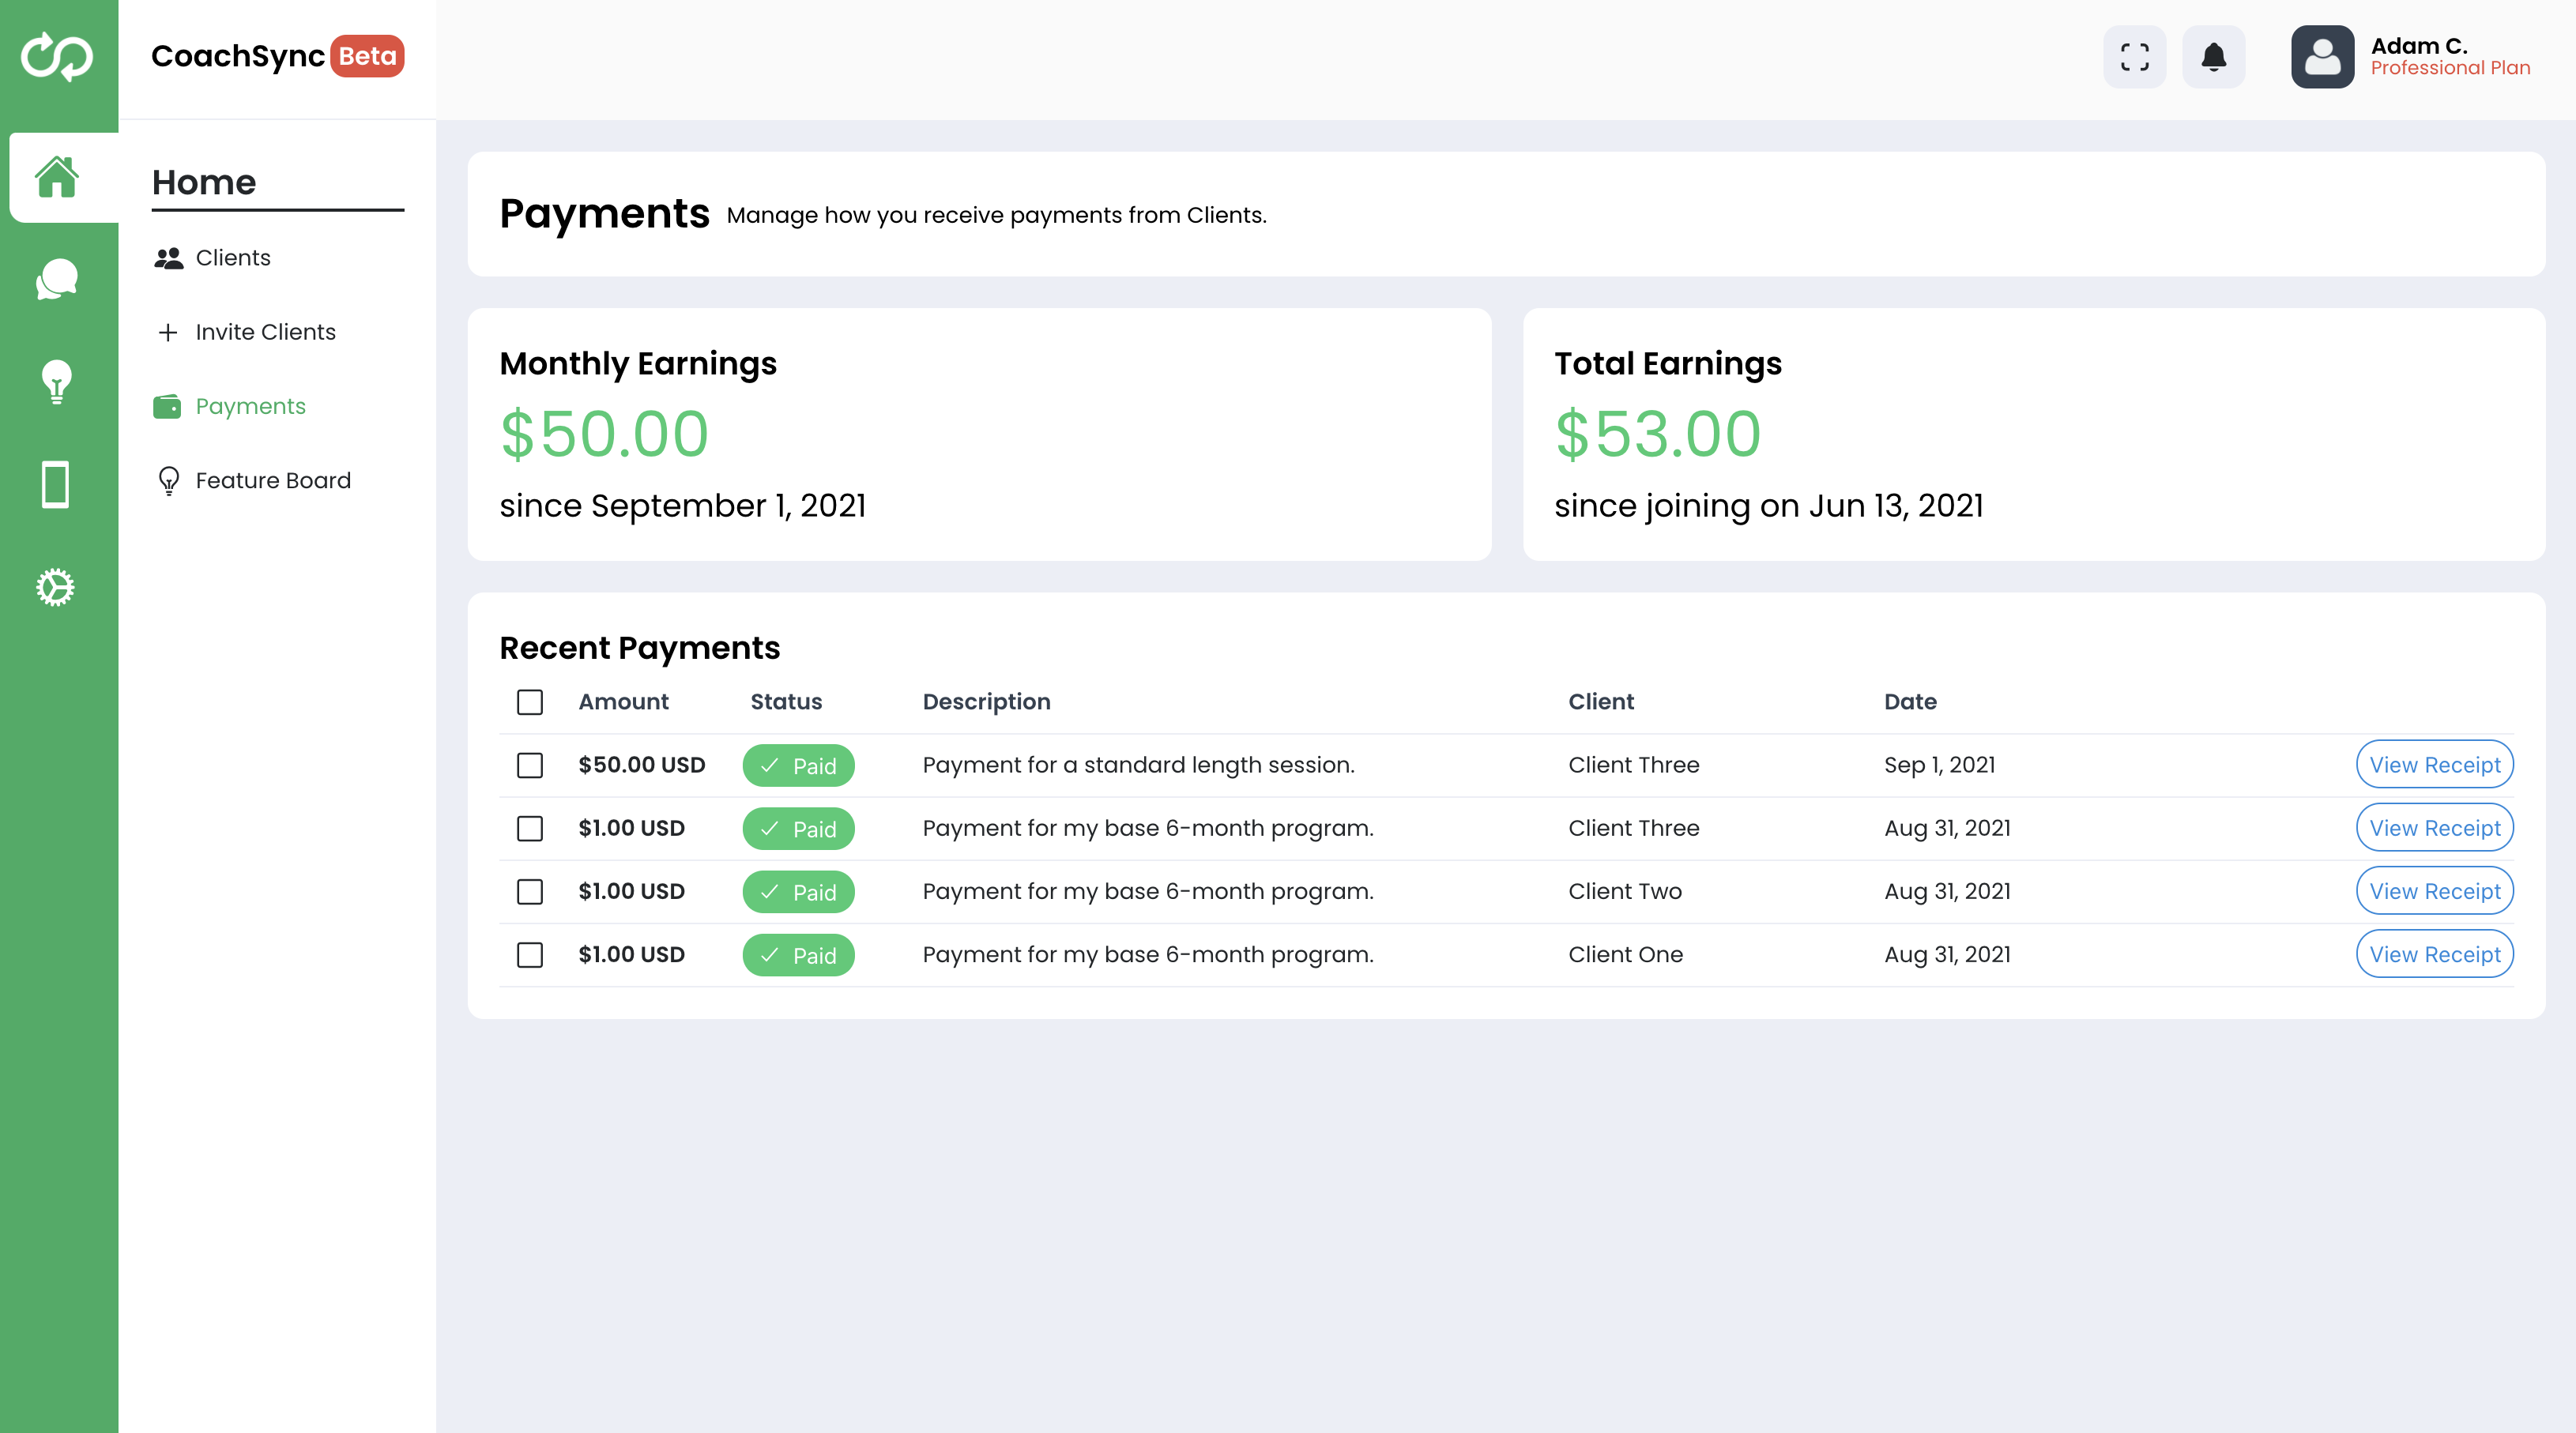 CoachSync Beta
Adam C.
Professional Plan
Home
Clients
Invite Clients
Payments
Feature Board
Payments Manage how you receive payments from Clients.
Monthly Earnings
$50.00
since September 1, 2021
Total Earnings
$53.00
since joining on Jun 13, 2021
Recent Payments
Amount Status Description Client Date
$50.00 USD Paid Payment for a standard length session. Client Three Sep 1, 2021 View Receipt
$1.00 USD Paid Payment for my base 6-month program. Client Three Aug 31, 2021 View Receipt
$1.00 USD Paid Payment for my base 6-month program. Client Two Aug 31, 2021 View Receipt
$1.00 USD Paid Payment for my base 6-month program. Client One Aug 31, 2021 View Receipt